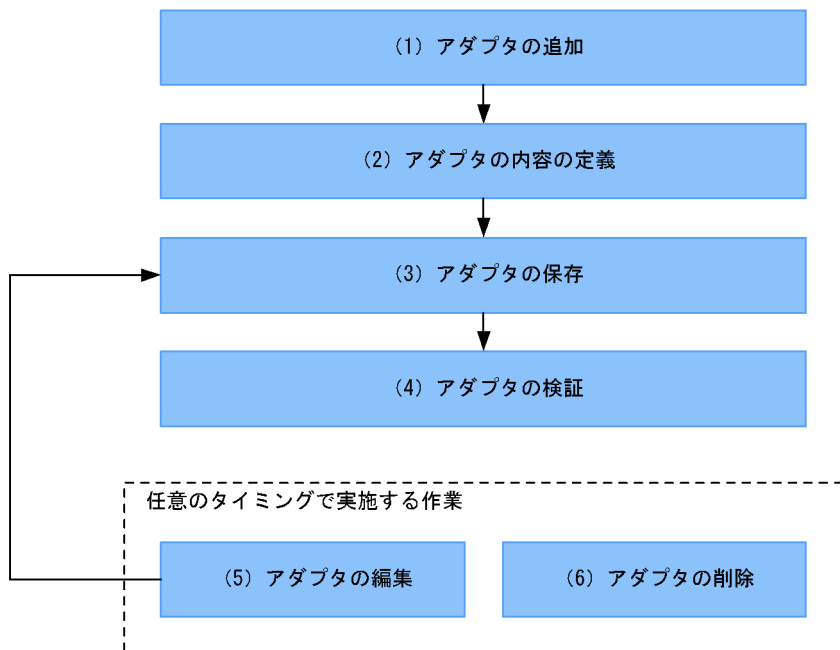 (1) アダプタの追加
(2) アダプタの内容の定義
(3) アダプタの保存
(4) アダプタの検証
任意のタイミングで実施する作業
(5) アダプタの編集
(6) アダプタの削除